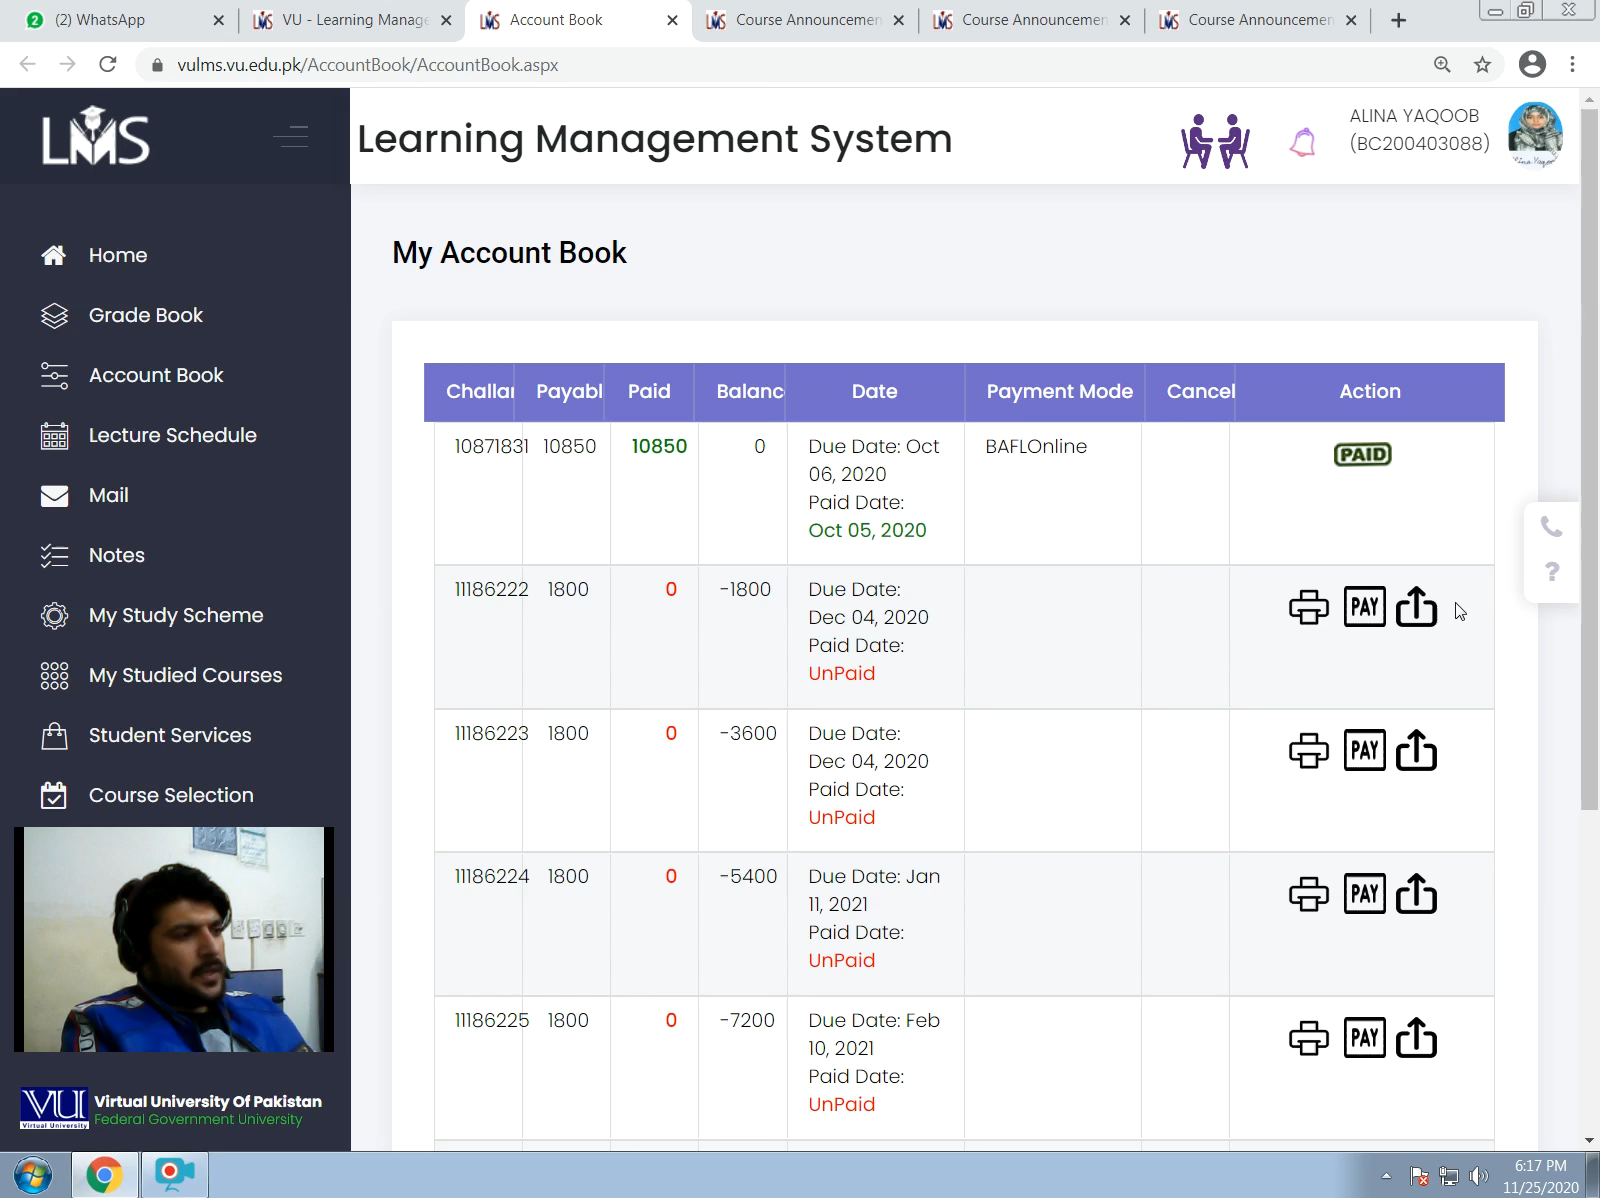 (2) WhatsApp
VU - Learning Manage
Account Book
Course Announcemen
Course Announcemen
Course Announcemen
vulms.vu.edu.pk/AccountBook/AccountBook.aspx
LMS
Learning Management System
ALINA YAQOOB
(BC200403088)
Home
Grade Book
Account Book
Lecture Schedule
Mail
Notes
My Study Scheme
My Studied Courses
Student Services
Course Selection
VU
Virtual University
Virtual University Of Pakistan
Federal Government University
My Account Book
Challan Payabl Paid Balanc Date Payment Mode Cancel Action
10871831 10850 10850 0 Due Date: Oct 06, 2020 BAFLOnline PAID
Paid Date:
Oct 05, 2020
11186222 1800 0 -1800 Due Date:
Dec 04, 2020
Paid Date:
UnPaid
PAY
11186223 1800 0 -3600 Due Date:
Dec 04, 2020
Paid Date:
UnPaid
PAY
11186224 1800 0 -5400 Due Date: Jan
11, 2021
Paid Date:
UnPaid
PAY
11186225 1800 0 -7200 Due Date: Feb
10, 2021
Paid Date:
UnPaid
PAY
6:17 PM
11/25/2020